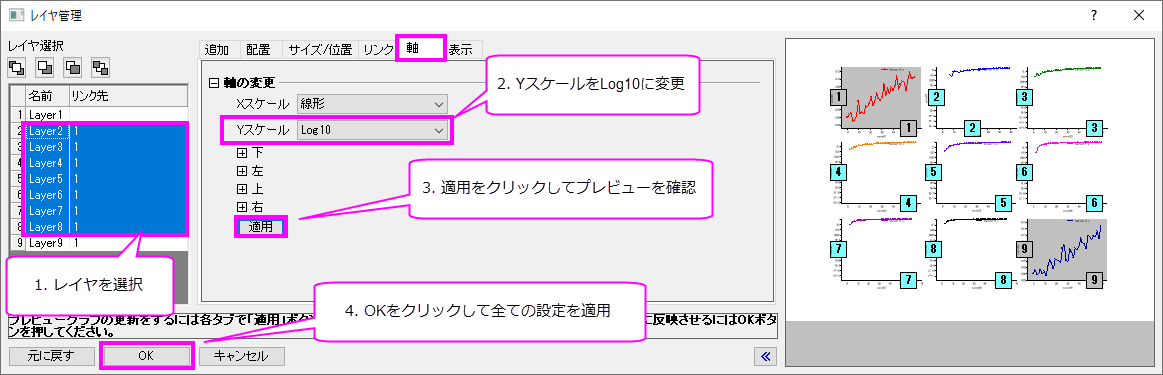 レイヤ管理
? ×
レイヤ選択
追加 配置 サイズ/位置 リンク 軸 表示
名前 リンク先
1 Layer1
2 Layer2 1
3 Layer3 1
4 Layer4 1
5 Layer5 1
6 Layer6 1
7 Layer7 1
8 Layer8 1
9 Layer9 1
軸の変更
Xスケール 線形
Yスケール Log10
下
左
上
右
適用
1. レイヤを選択
2. YスケールをLog10に変更
3. 適用をクリックしてプレビューを確認
4. OKをクリックして全ての設定を適用
プレビューグラフの更新をするには各タブで「適用」ボタ
に反映させるにはOKボタ
ンを押してください。
元に戻す OK キャンセル
«
1 1 2 2 3 3
4 4 5 5 6 6
7 7 8 8 9 9